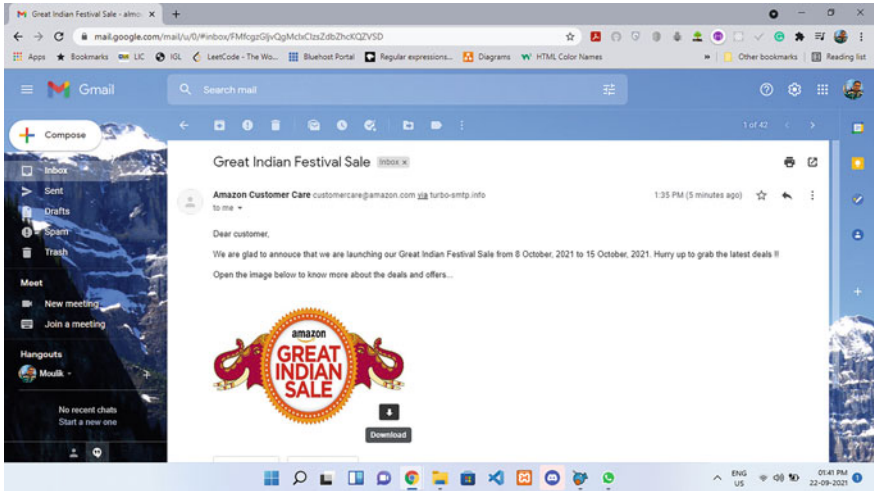 Great Indian Festival Sale - almo
mail.google.com/mail/u/0/#inbox/FMfcgzGljvQgMclxClzsZdbZhcKQZVSD
Apps Bookmarks LIC IGL LeetCode - The Wo... Bluehost Portal Regular expressions... Diagrams HTML Color Names Other bookmarks Reading list
Gmail
Search mail
Compose
1 of 42
Inbox
Sent
Drafts
Spam
Trash
Meet
New meeting
Join a meeting
Hangouts
Moulik
No recent chats
Start a new one
Great Indian Festival Sale Inbox x
Amazon Customer Care customercare@amazon.com via turbo-smtp.info 1:35 PM (5 minutes ago)
to me
Dear customer,
We are glad to annouce that we are launching our Great Indian Festival Sale from 8 October, 2021 to 15 October, 2021. Hurry up to grab the latest deals !!
Open the image below to know more about the deals and offers...
amazon
GREAT
INDIAN
SALE
Download
ENG
US
01:41 PM
22-09-2021